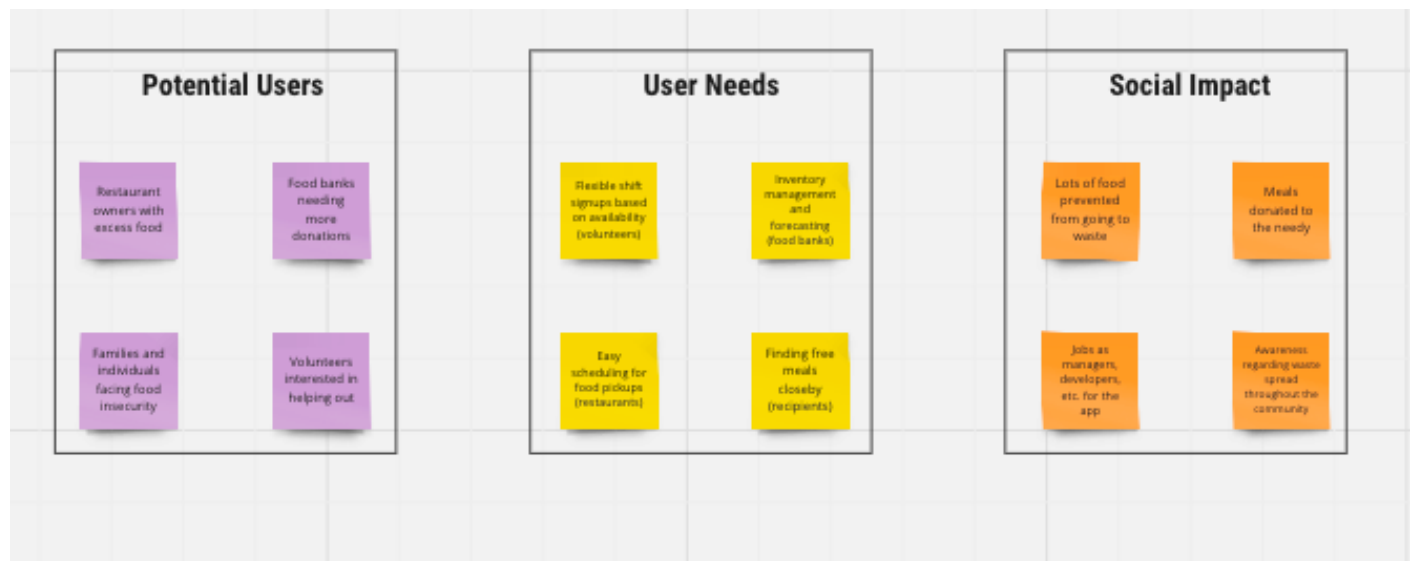 Potential Users
Restaurant
owners with
excess food
Food banks
needing
more
donations
Families and
individuals
facing food
insecurity
Volunteers
interested in
helping out
User Needs
Flexible shift
signups based
on availability
(volunteers)
Inventory
management
and
forecasting
(food banks)
Easy
scheduling for
food pickups
(restaurants)
Finding free
meals
closeby
(recipients)
Social Impact
Lots of food
prevented
from going to
waste
Meals
donated to
the needy
Jobs as
managers,
developers,
etc. for the
app
Awareness
regarding waste
spread
throughout the
community